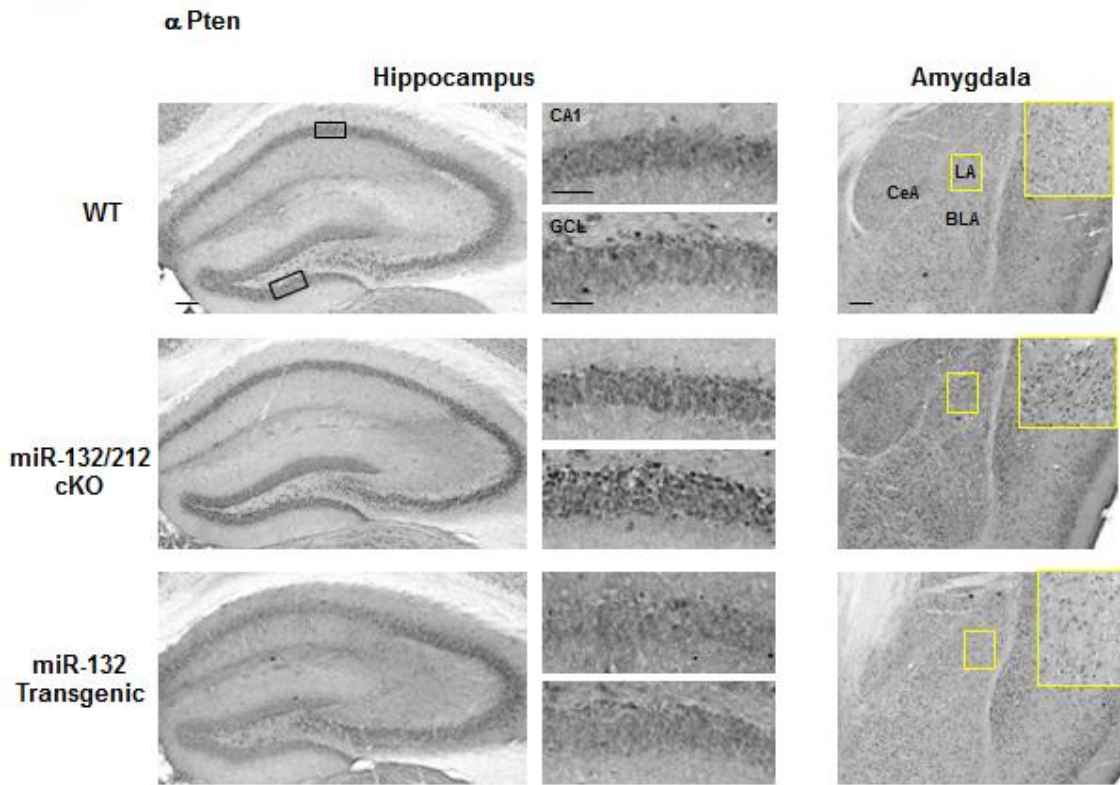 α Pten
Hippocampus
Amygdala
WT
CA1
GCL
CeA
LA
BLA
miR-132/212
cKO
miR-132
Transgenic